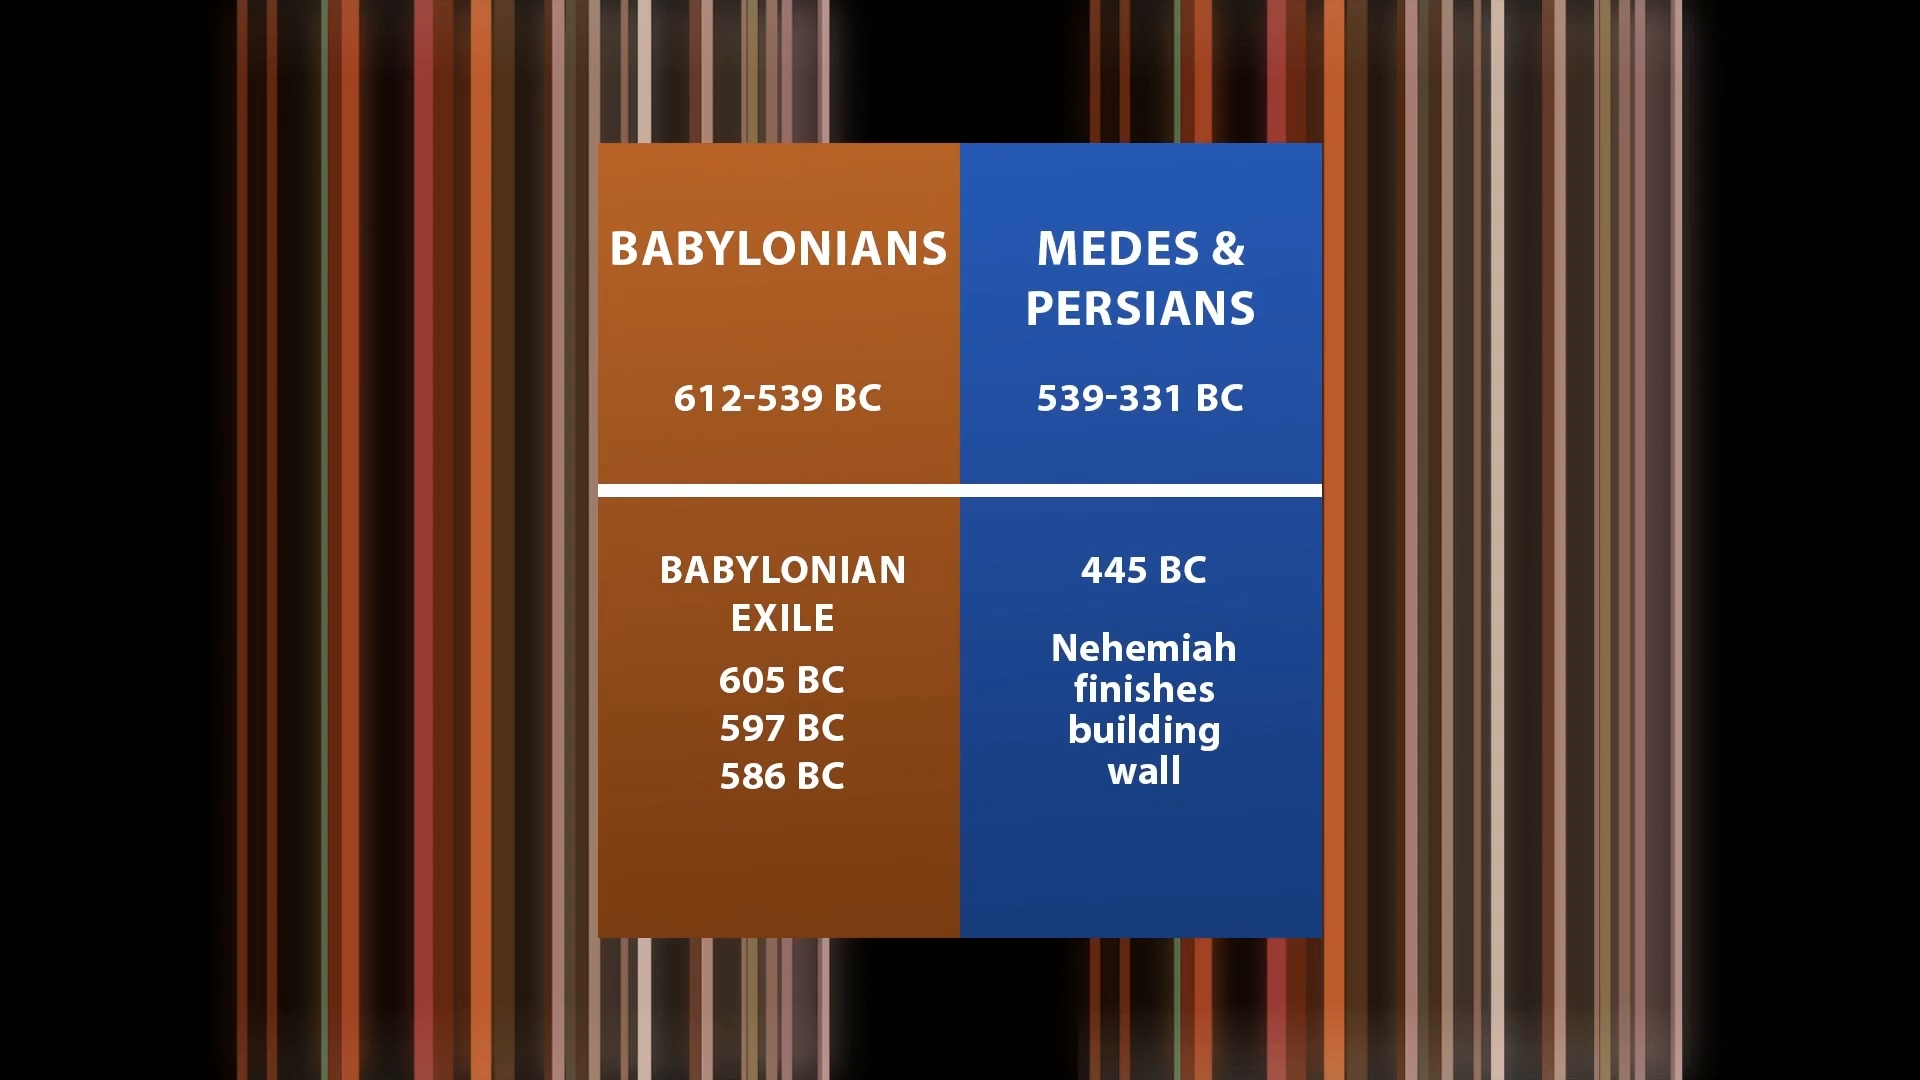 BABYLONIANS
612-539 BC
MEDES &
PERSIANS
539-331 BC
BABYLONIAN
EXILE
605 BC
597 BC
586 BC
445 BC
Nehemiah
finishes
building
wall